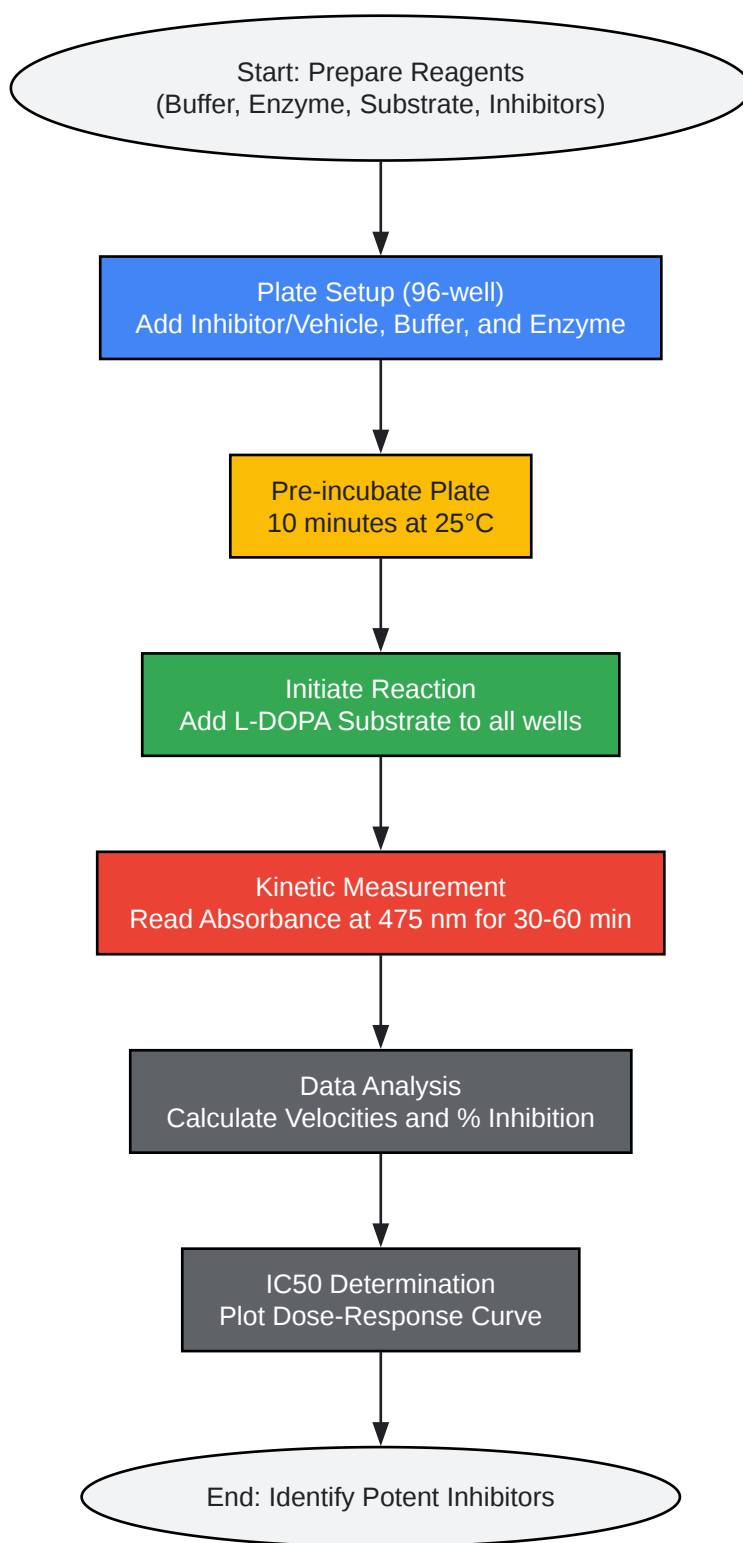 Start: Prepare Reagents
(Buffer, Enzyme, Substrate, Inhibitors)
Plate Setup (96-well)
Add Inhibitor/Vehicle, Buffer, and Enzyme
Pre-incubate Plate
10 minutes at 25°C
Initiate Reaction
Add L-DOPA Substrate to all wells
Kinetic Measurement
Read Absorbance at 475 nm for 30-60 min
Data Analysis
Calculate Velocities and % Inhibition
IC50 Determination
Plot Dose-Response Curve
End: Identify Potent Inhibitors